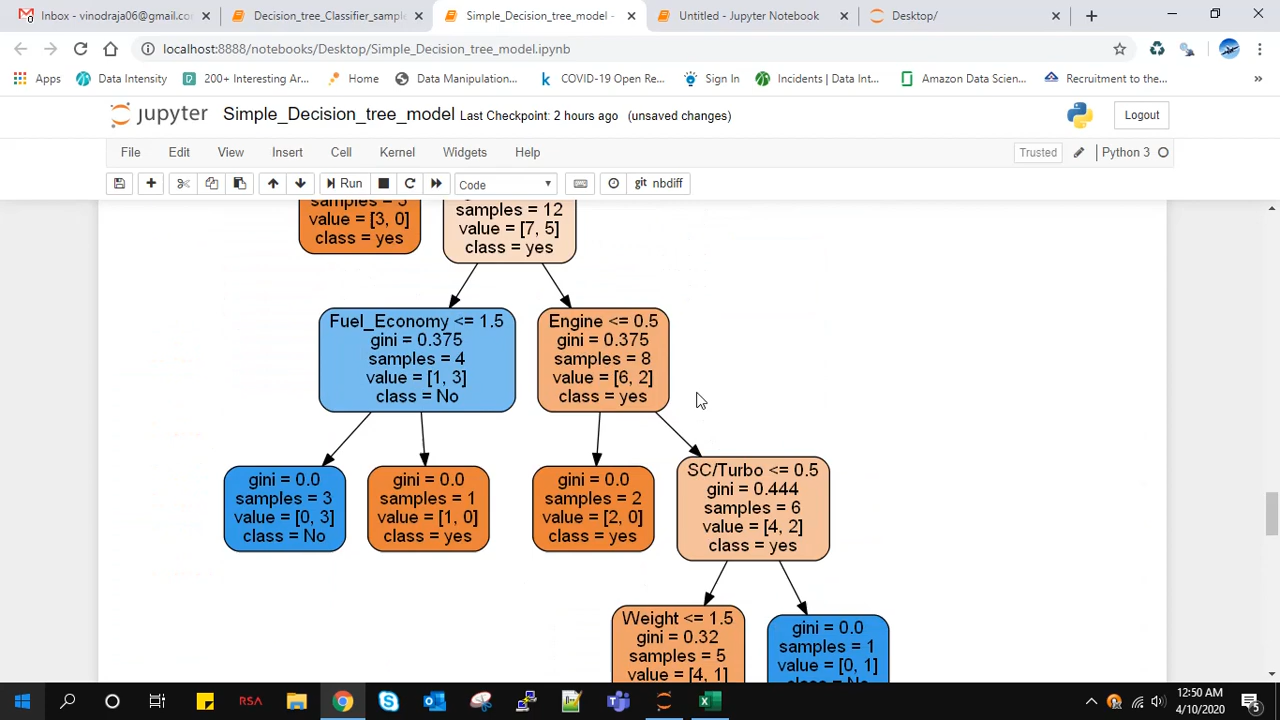 Inbox - vinodraja06@gmail.ca
Decision_tree_Classifier_sampl
Simple_Decision_tree_model -
Untitled - Jupyter Notebook
Desktop/
localhost:8888/notebooks/Desktop/Simple_Decision_tree_model.ipynb
Apps
Data Intensity
200+ Interesting Ar...
Home
Data Manipulation...
COVID-19 Open Re...
Sign In
Incidents | Data Int...
Amazon Data Scien...
Recruitment to the...
»
jupyter
Simple_Decision_tree_model Last Checkpoint: 2 hours ago (unsaved changes)
Logout
File
Edit
View
Insert
Cell
Kernel
Widgets
Help
Trusted
Python 3
Run
Code
git nbdiff
value = [3, 0]
class = yes
samples = 12
value = [7, 5]
class = yes
Fuel_Economy <= 1.5
gini = 0.375
samples = 4
value = [1, 3]
class = No
Engine <= 0.5
gini = 0.375
samples = 8
value = [6, 2]
class = yes
gini = 0.0
samples = 3
value = [0, 3]
class = No
gini = 0.0
samples = 1
value = [1, 0]
class = yes
gini = 0.0
samples = 2
value = [2, 0]
class = yes
SC/Turbo <= 0.5
gini = 0.444
samples = 6
value = [4, 2]
class = yes
Weight <= 1.5
gini = 0.32
samples = 5
value = [4, 1]
gini = 0.0
samples = 1
value = [0, 1]
RSA
12:50 AM
4/10/2020
5